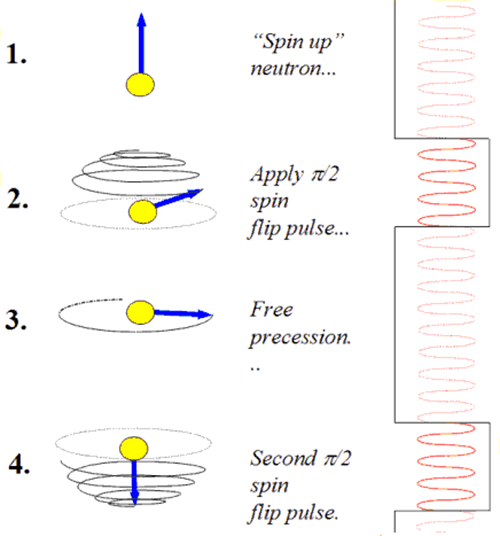 1.
“Spin up”
neutron...
2.
Apply π/2
spin
flip pulse...
3.
Free
precession.
..
4.
Second π/2
spin
flip pulse.